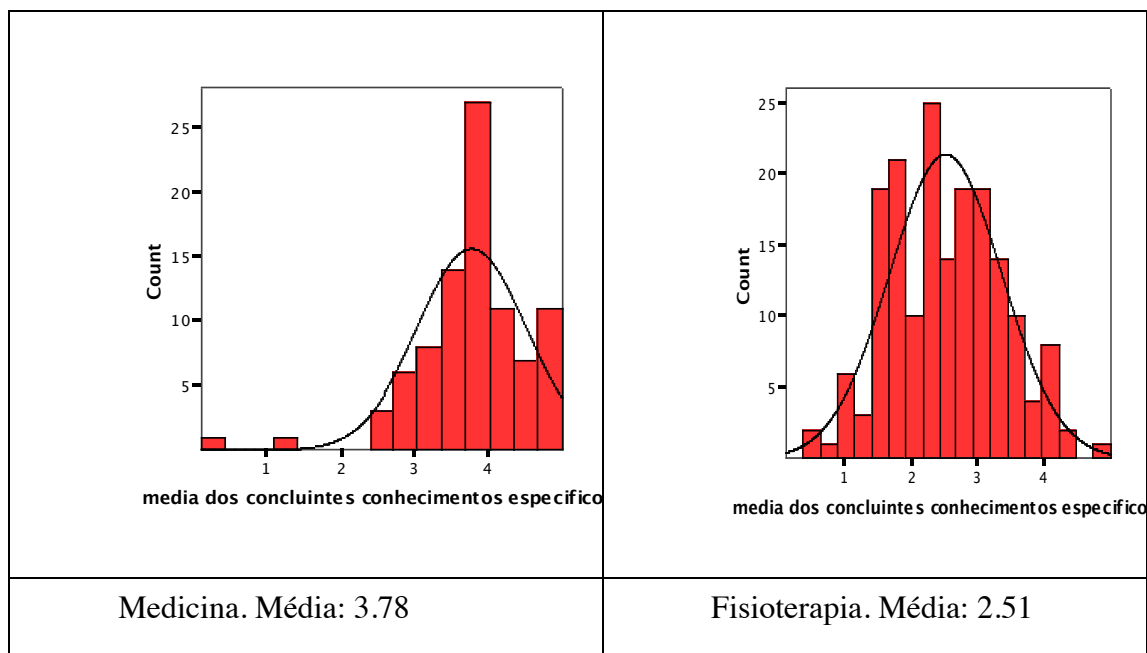 25
20
15
10
5
Count
1 2 3 4
media dos concluintes conhecimentos especifico
Medicina. Média: 3.78
25
20
15
10
5
Count
1 2 3 4
media dos concluintes conhecimentos especifico
Fisioterapia. Média: 2.51